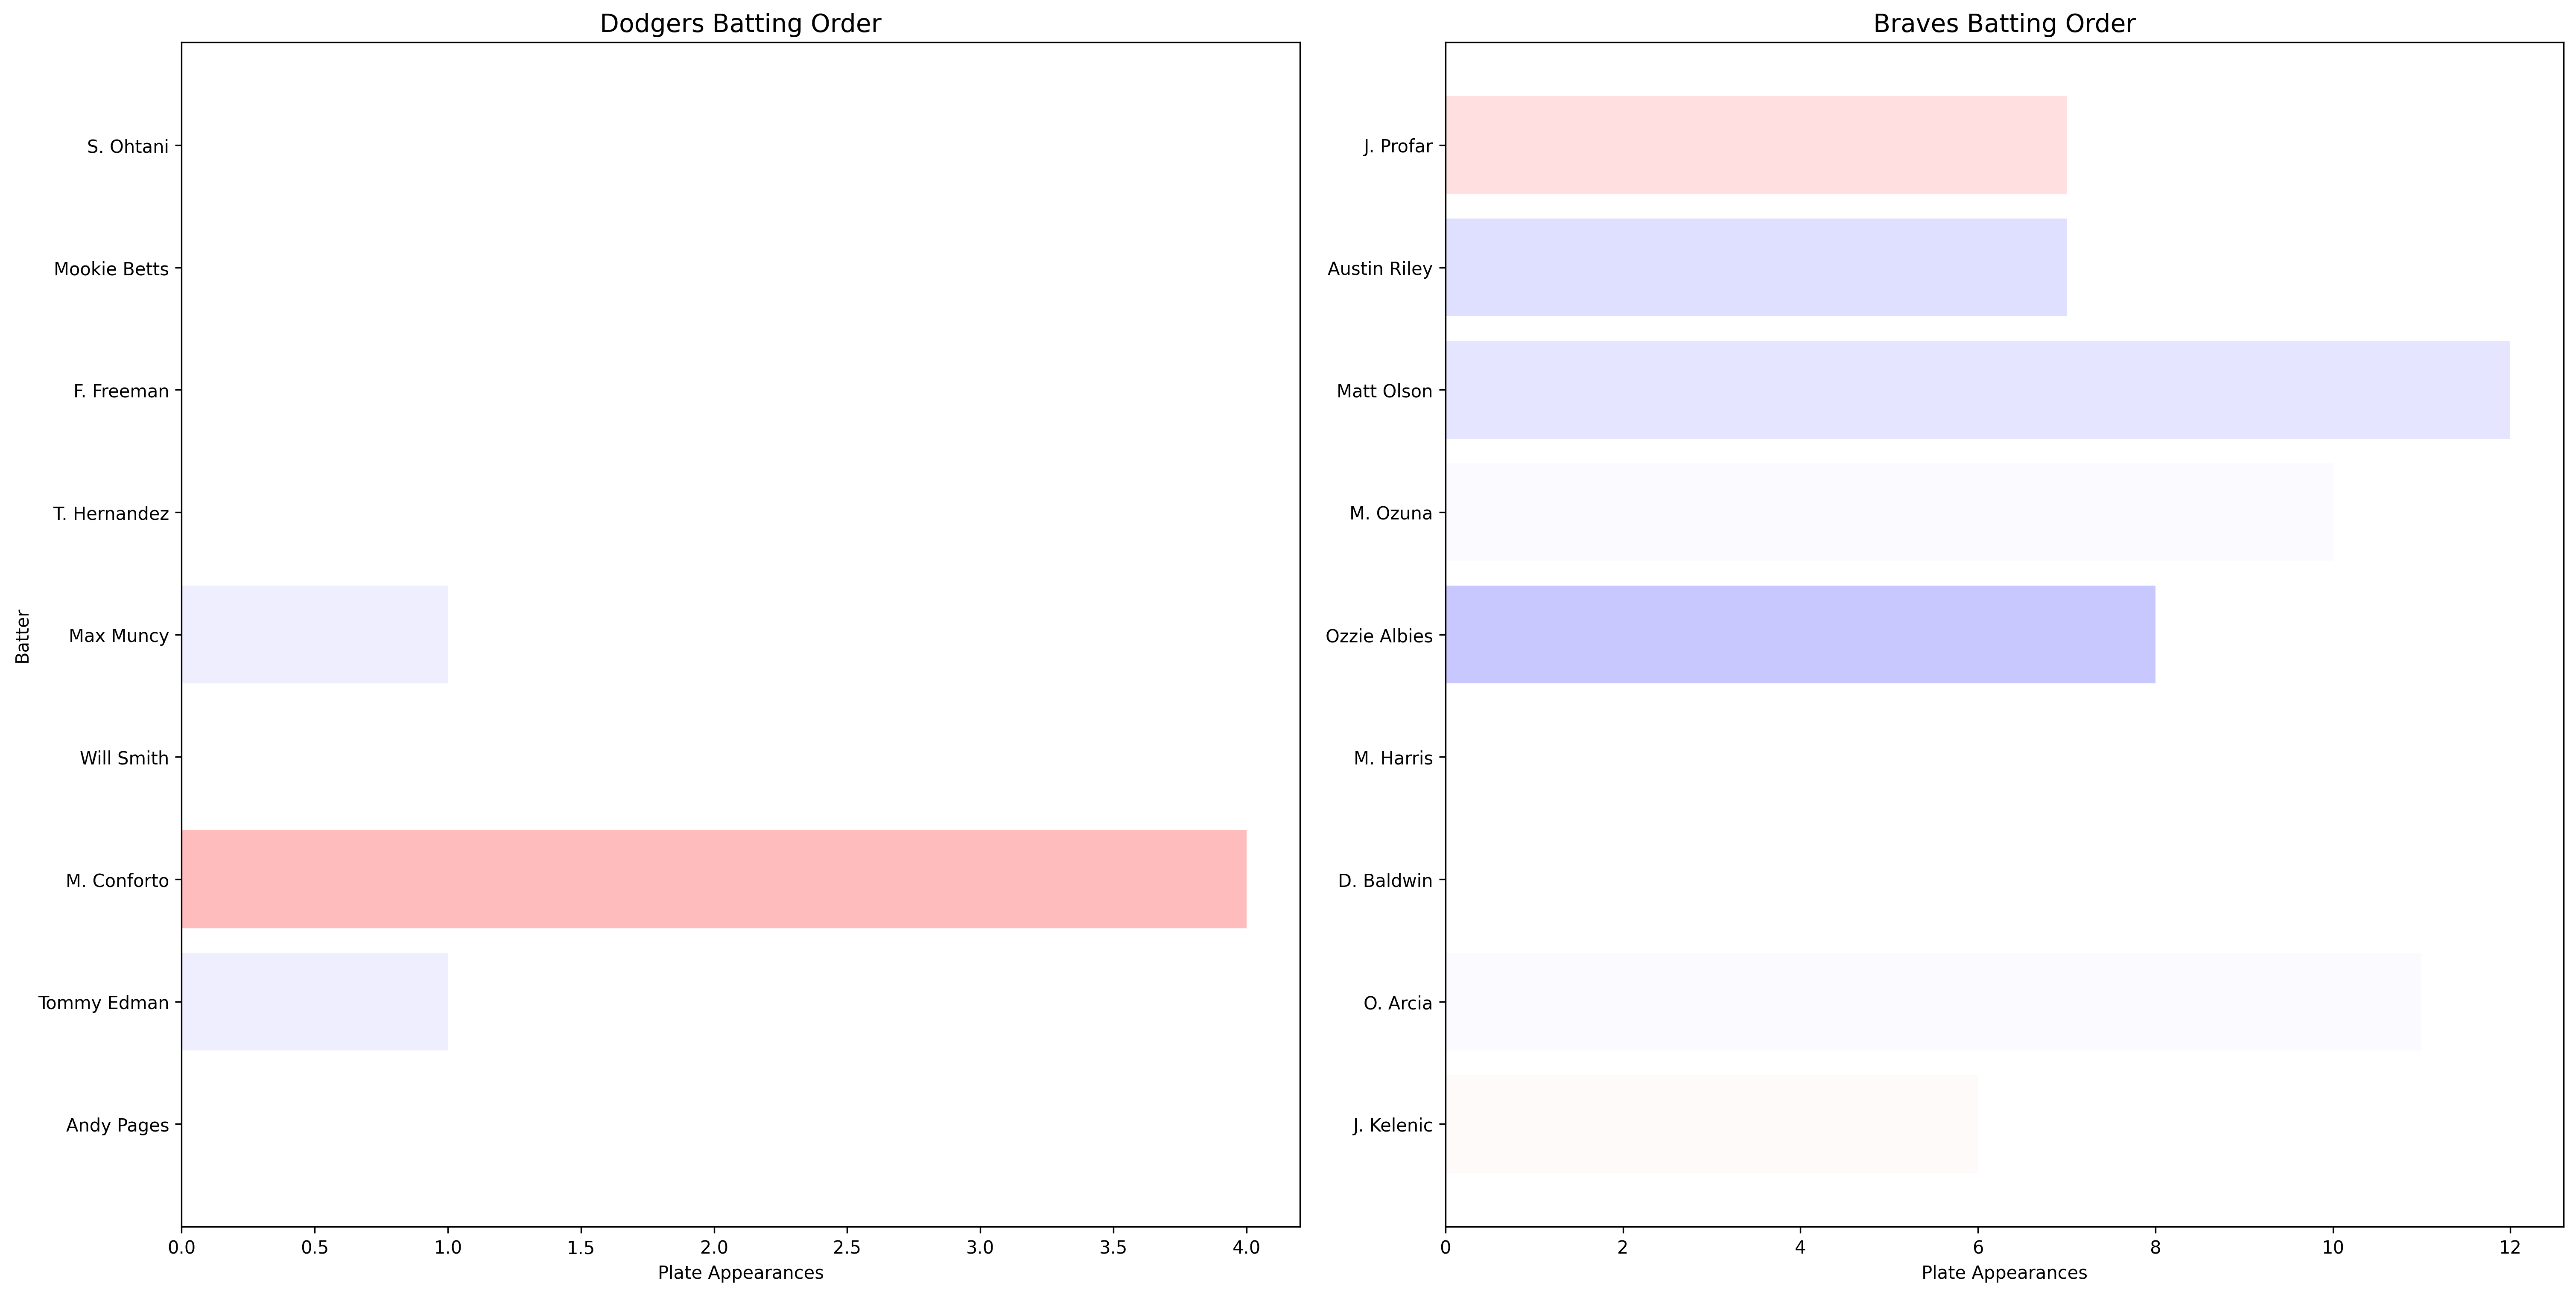 Dodgers Batting Order
Batter
S. Ohtani
Mookie Betts
F. Freeman
T. Hernandez
Max Muncy
Will Smith
M. Conforto
Tommy Edman
Andy Pages
0.0 0.5 1.0 1.5 2.0 2.5 3.0 3.5 4.0
Plate Appearances
Braves Batting Order
J. Profar
Austin Riley
Matt Olson
M. Ozuna
Ozzie Albies
M. Harris
D. Baldwin
O. Arcia
J. Kelenic
0 2 4 6 8 10 12
Plate Appearances